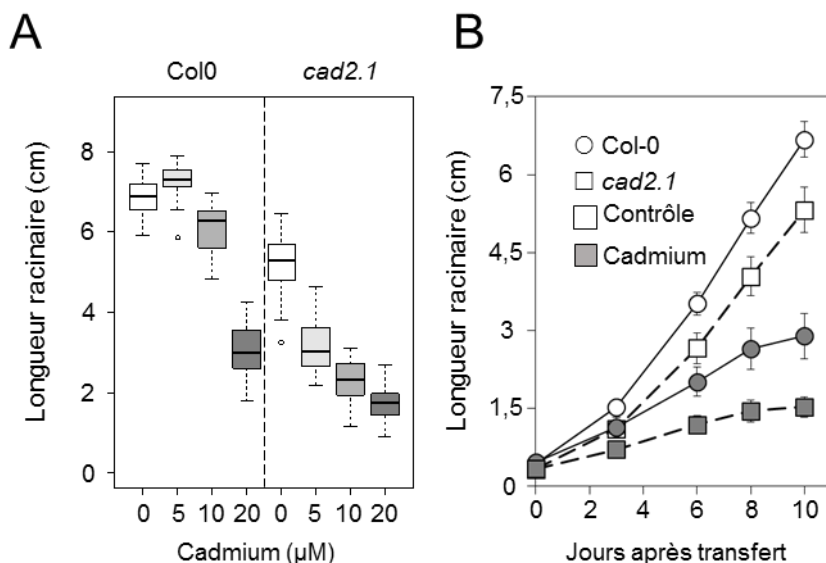 A
Col0 cad2.1
Longueur racinaire (cm)
8
6
4
2
0
0 5 10 20 0 5 10 20
Cadmium (µM)
B
Longueur racinaire (cm)
7,5
4,5
3
1,5
0
Col-0
cad2.1
Contrôle
Cadmium
0 2 4 6 8 10
Jours après transfert